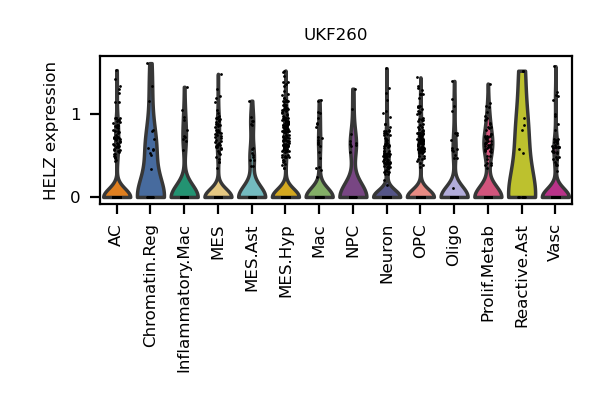 UKF260
HELZ expression
1
0
AC
Chromatin.Reg
Inflammatory.Mac
MES
MES.Ast
MES.Hyp
Mac
NPC
Neuron
OPC
Oligo
Prolif.Metab
Reactive.Ast
Vasc